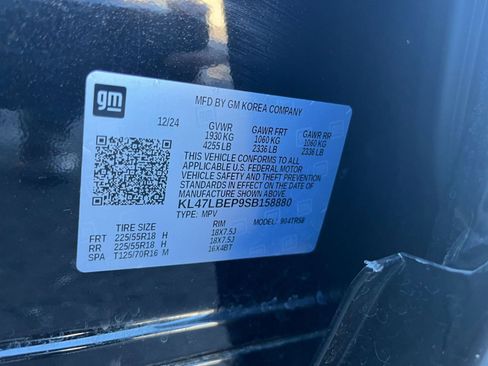 gm
MFD BY GM KOREA COMPANY
12/24 GVWR GAWR FRT GAWR RR
1930 KG 1060 KG 1060 KG
4255 LB 2336 LB 2336 LB
THIS VEHICLE CONFORMS TO ALL
APPLICABLE U.S. FEDERAL MOTOR
VEHICLE SAFETY AND THEFT PREVENTION
STANDARDS IN EFFECT ON THE DATE OF
MANUFACTURE SHOWN ABOVE.
KL47LBEP9SB158880
TYPE: MPV MODEL: 904TR58
TIRE SIZE RIM
FRT 225/55R18 H 18X7.5J
RR 225/55R18 H 18X7.5J
SPA T125/70R16 M 16X4BT